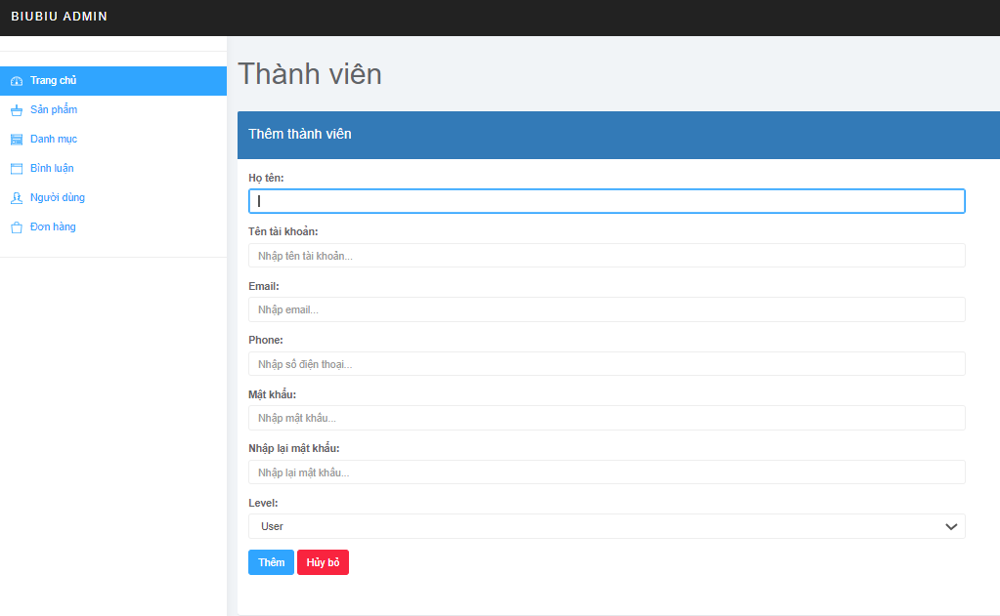 BIUBIU ADMIN
Trang chủ
Sản phẩm
Danh mục
Bình luận
Người dùng
Đơn hàng
Thành viên
Thêm thành viên
Họ tên:
Tên tài khoản:
Nhập tên tài khoản...
Email:
Nhập email...
Phone:
Nhập số điện thoại...
Mật khẩu:
Nhập mật khẩu...
Nhập lại mật khẩu:
Nhập lại mật khẩu...
Level:
User
Thêm Hủy bỏ